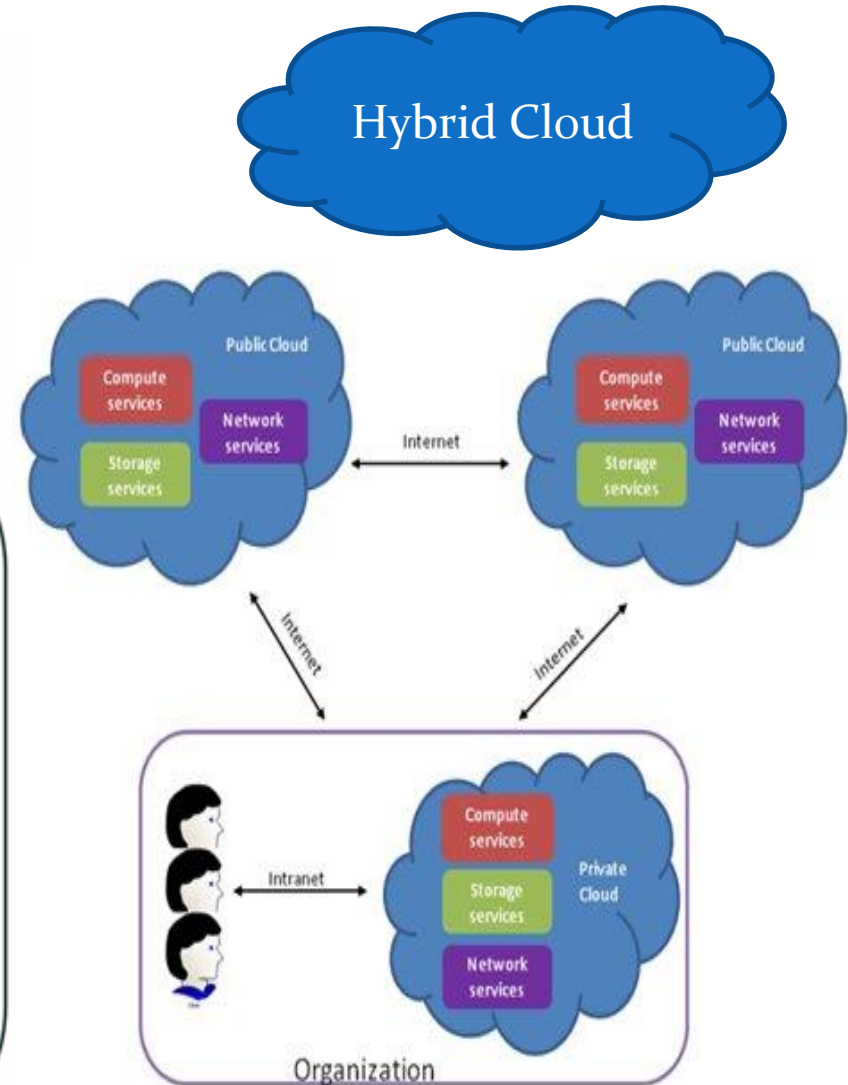 Hybrid Cloud
Public Cloud
Compute
services
Network
services
Storage
services
Internet
Public Cloud
Compute
services
Network
services
Storage
services
Internet
Internet
Compute
services
Private
Cloud
Storage
services
Network
services
Intranet
Organization